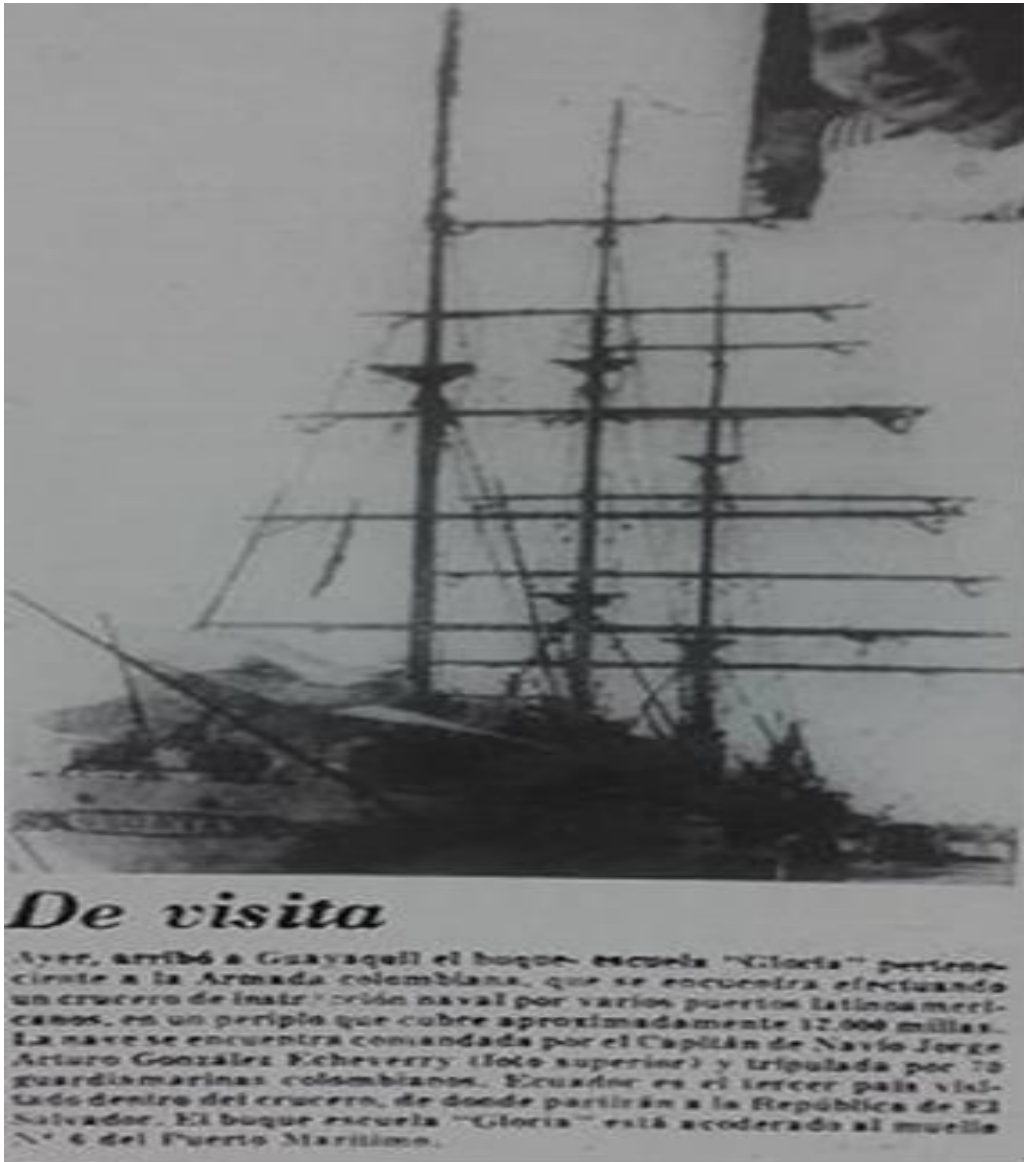 De visita
Ayer, arribó a Guayaquil el buque- escuela "Gloria" pertene-
ciente a la Armada colombiana, que se encuentra efectuando
un crucero de instrucción naval por varios puertos latinoameri-
canos, en un periplo que cubre aproximadamente 12.000 millas.
La nave se encuentra comandada por el Capitán de Navío Jorge
Arturo González Echeverry (foto superior) y tripulada por
guardiamarinas colombianos. Ecuador es el tercer país visi-
tado dentro del crucero, de donde partirán a la República de El
Salvador. El buque escuela "Gloria" está acoderado al muelle
N° 6 del Puerto Marítimo.